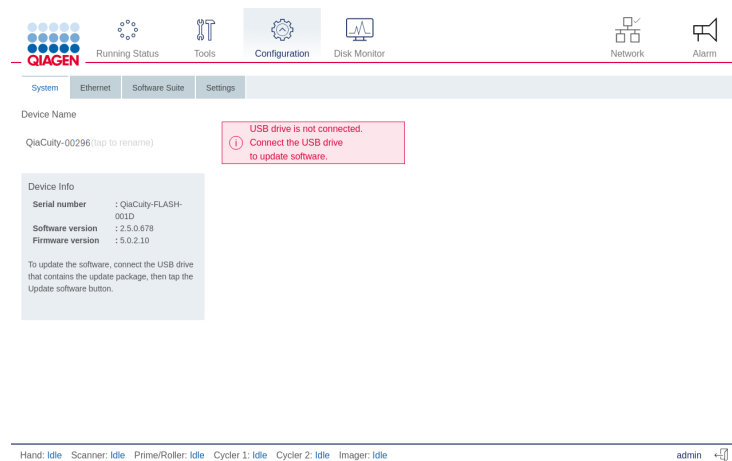 QIAGEN
Running Status
Tools
Configuration
Disk Monitor
Network
Alarm
System
Ethernet
Software Suite
Settings
Device Name
QiaCuity-00296(tap to rename)
USB drive is not connected.
Connect the USB drive
to update software.
Device Info
Serial number : QiaCuity-FLASH-
001D
Software version : 2.5.0.678
Firmware version : 5.0.2.10
To update the software, connect the USB drive
that contains the update package, then tap the
Update software button.
Hand: Idle Scanner: Idle Prime/Roller: Idle Cycler 1: Idle Cycler 2: Idle Imager: Idle
admin